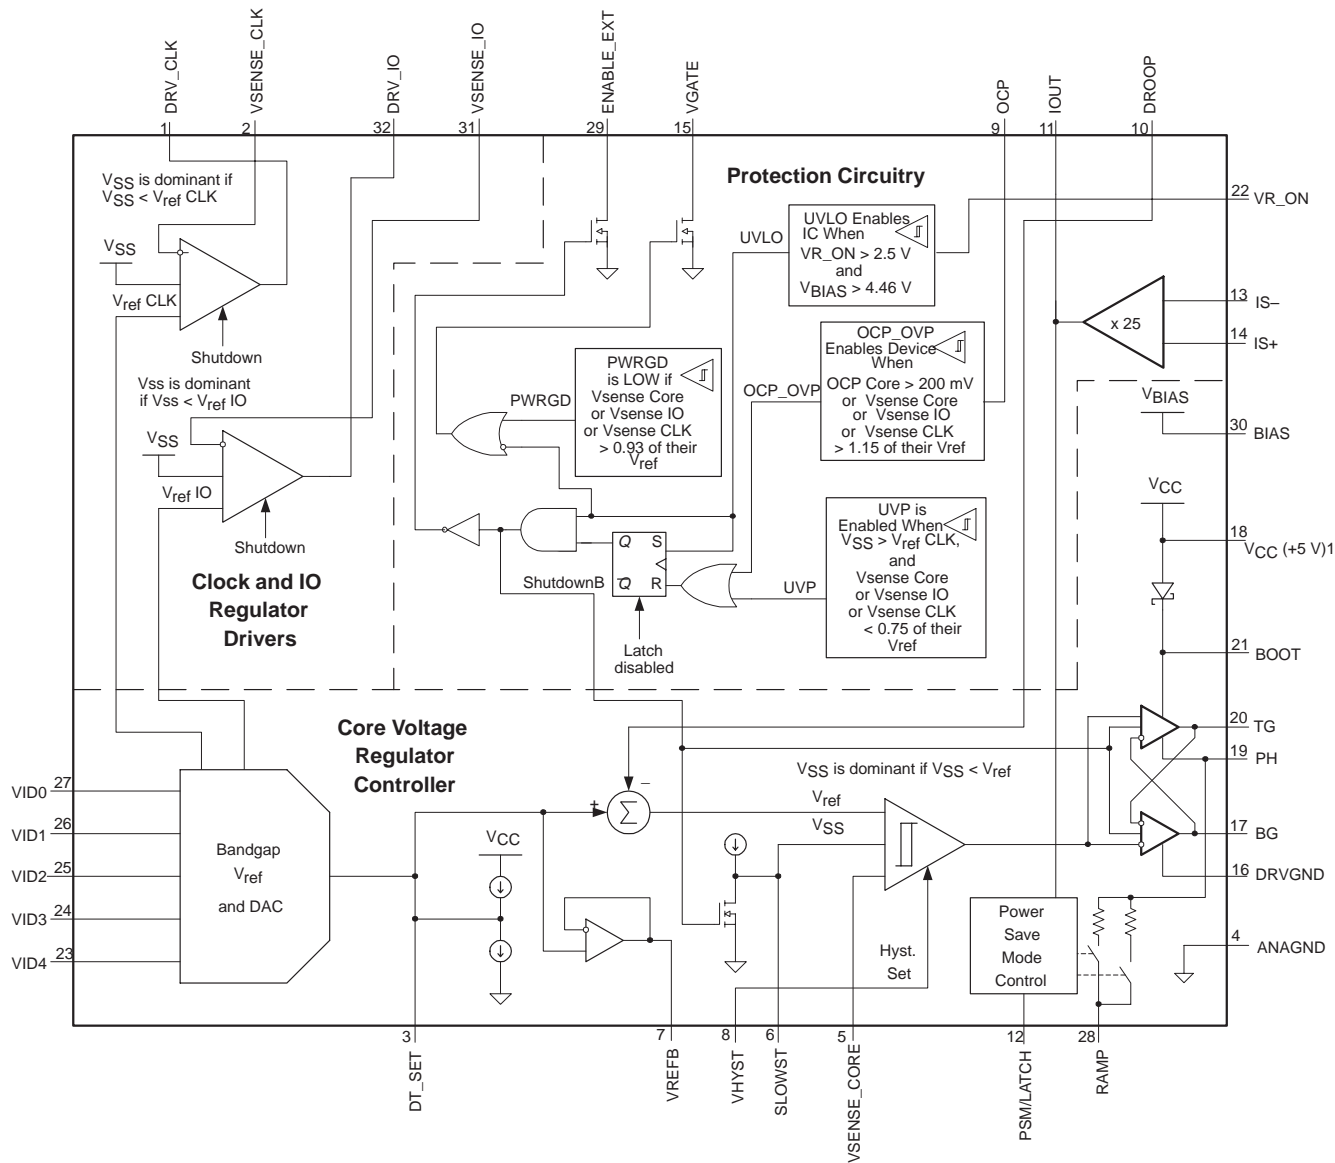 DRV_CLK
VSENSE_CLK
DRV_IO
VSENSE_IO
ENABLE_EXT
VGATE
OCP
IOUT
DROOP
1
2
32
31
29
15
9
11
10
VSS is dominant if
VSS < Vref CLK
VSS
Vref CLK
Shutdown
Vss is dominant
if Vss < Vref IO
VSS
Vref IO
Shutdown
Clock and IO
Regulator
Drivers
Protection Circuitry
UVLO
UVLO Enables
IC When
VR_ON > 2.5 V
and
VBIAS > 4.46 V
22 VR_ON
13 IS–
14 IS+
x 25
OCP_OVP
OCP_OVP
Enables Device
When
OCP Core > 200 mV
or Vsense Core
or Vsense IO
or Vsense CLK
> 1.15 of their Vref
PWRGD
PWRGD
is LOW if
Vsense Core
or Vsense IO
or Vsense CLK
> 0.93 of their
Vref
VBIAS
30 BIAS
VCC
18
VCC (+5 V)1
UVP
UVP is
Enabled When
VSS > Vref CLK,
and
Vsense Core
or Vsense IO
or Vsense CLK
< 0.75 of their
Vref
Q S
Q R
ShutdownB
Latch
disabled
21 BOOT
20 TG
19 PH
17 BG
16 DRVGND
4 ANAGND
Core Voltage
Regulator
Controller
27
VID0
26
VID1
25
VID2
24
VID3
23
VID4
Bandgap
Vref
and DAC
VCC
+
Σ
–
VSS is dominant if VSS < Vref
Vref
VSS
Hyst.
Set
Power
Save
Mode
Control
3
7
8
6
5
12
28
DT_SET
VREFB
VHYST
SLOWST
VSENSE_CORE
PSM/LATCH
RAMP